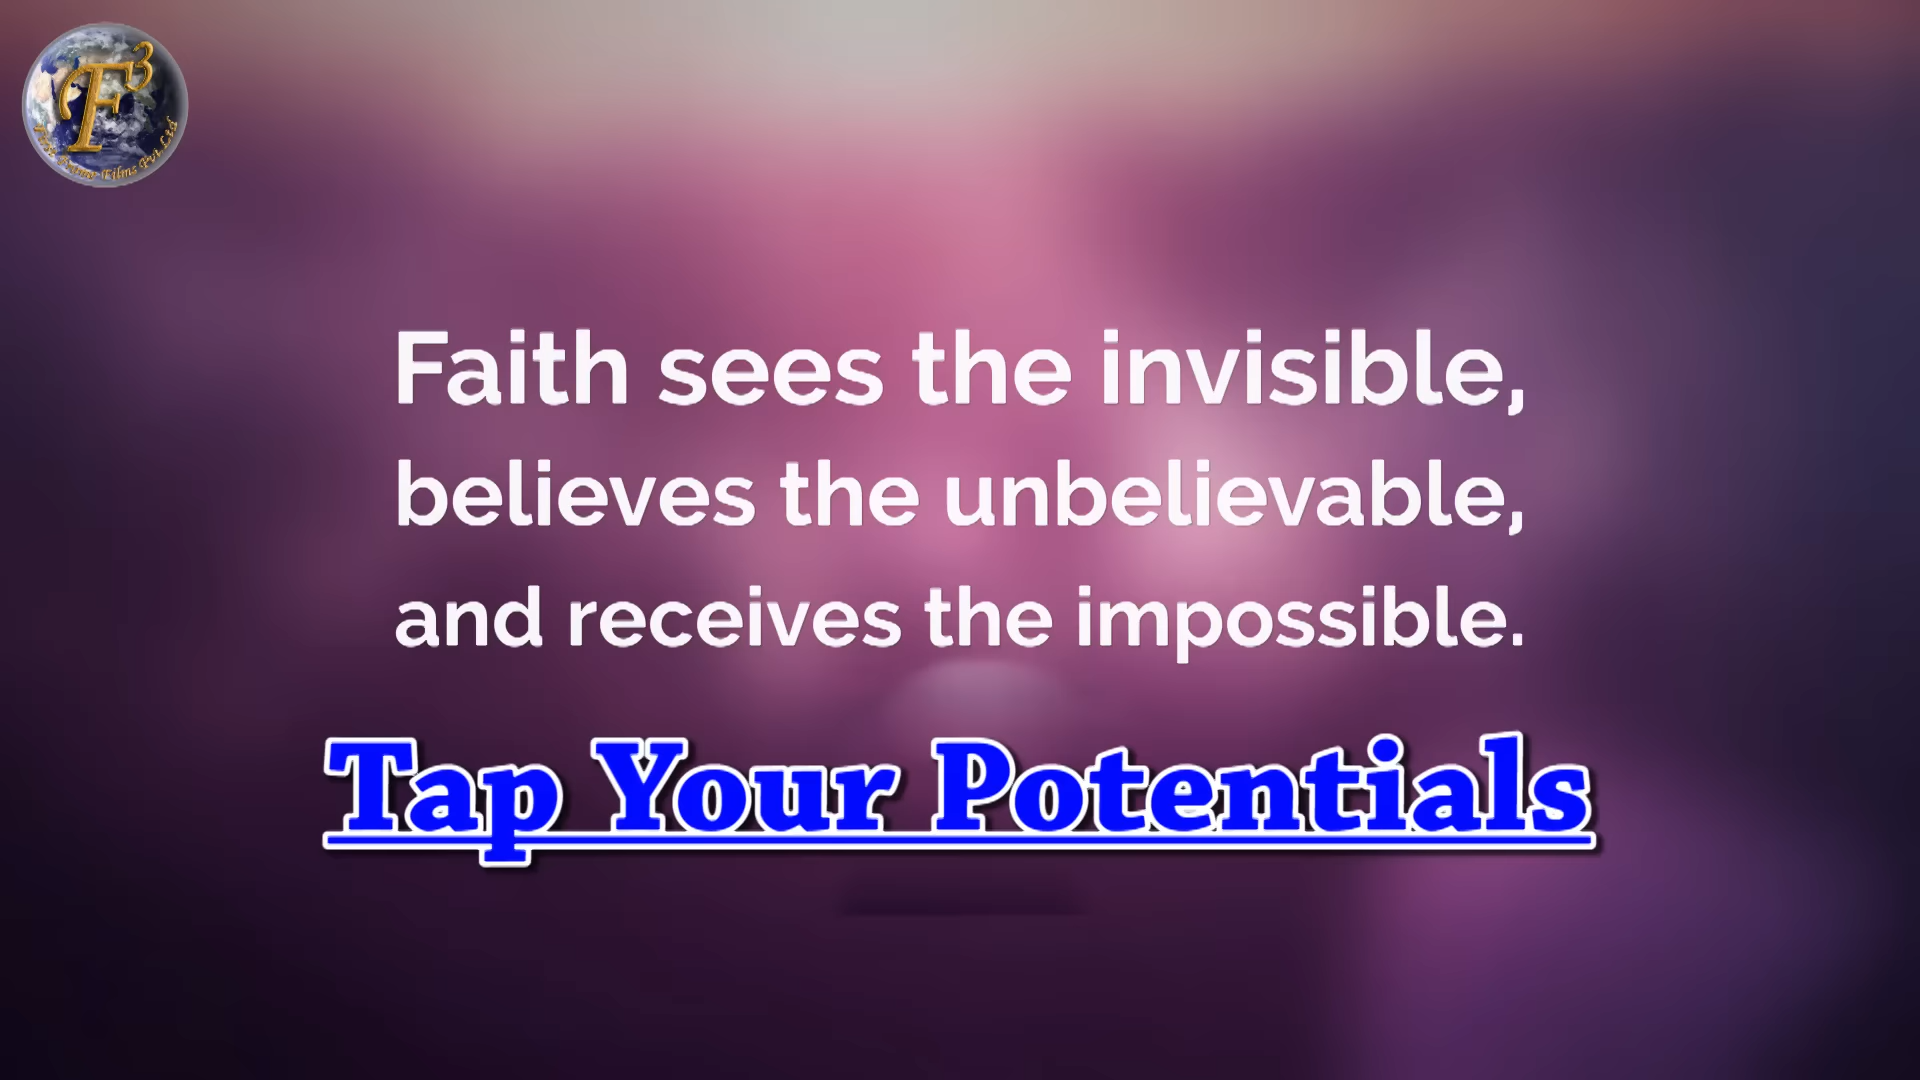 F3
Faith sees the invisible,
believes the unbelievable,
and receives the impossible.
Tap Your Potentials